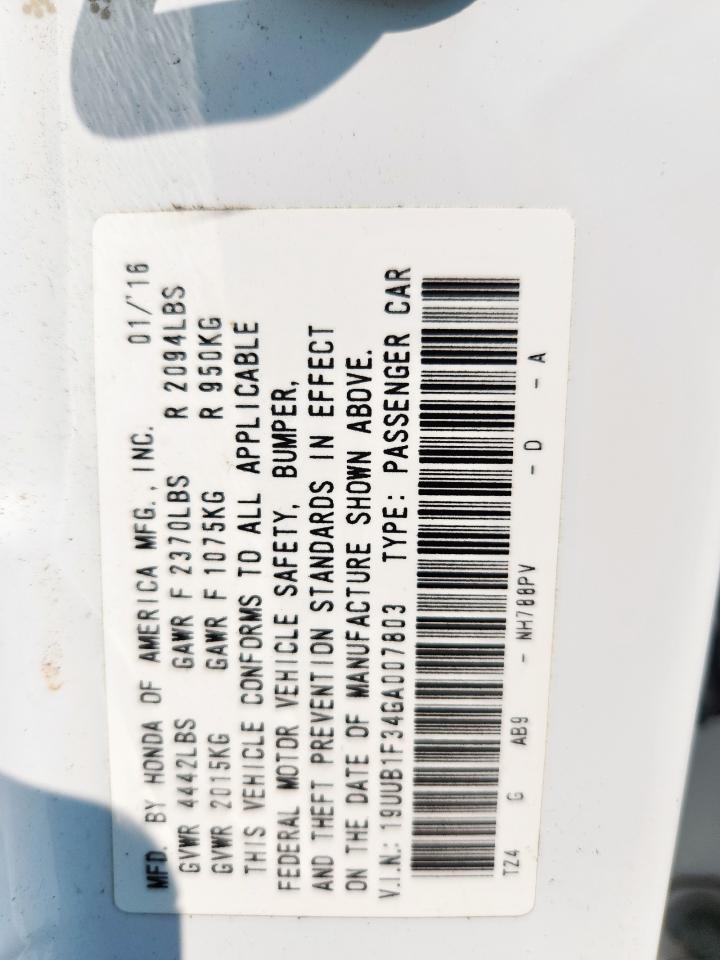 MFD. BY HONDA OF AMERICA MFG., INC. 01/'16
GVWR 4442LBS GAWR F 2370LBS R 2094LBS
GVWR 2015KG GAWR F 1075KG R 950KG
THIS VEHICLE CONFORMS TO ALL APPLICABLE
FEDERAL MOTOR VEHICLE SAFETY, BUMPER,
AND THEFT PREVENTION STANDARDS IN EFFECT
ON THE DATE OF MANUFACTURE SHOWN ABOVE.
V.I.N.: 19UUB1F34GA007803 TYPE: PASSENGER CAR
TZ4 G AB9 - NH788PV - D - A